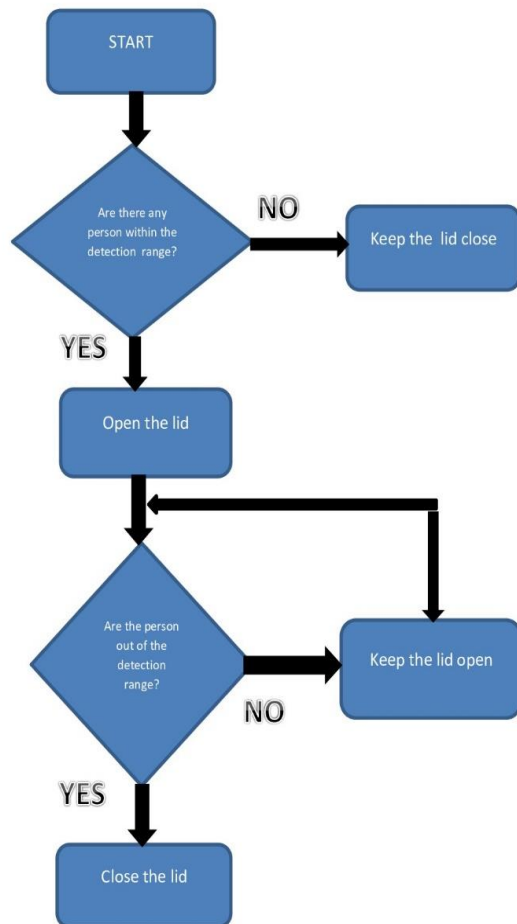 START
Are there any
person within the
detection range?
NO
Keep the lid close
YES
Open the lid
Are the person
out of the
detection
range?
Keep the lid open
NO
YES
Close the lid